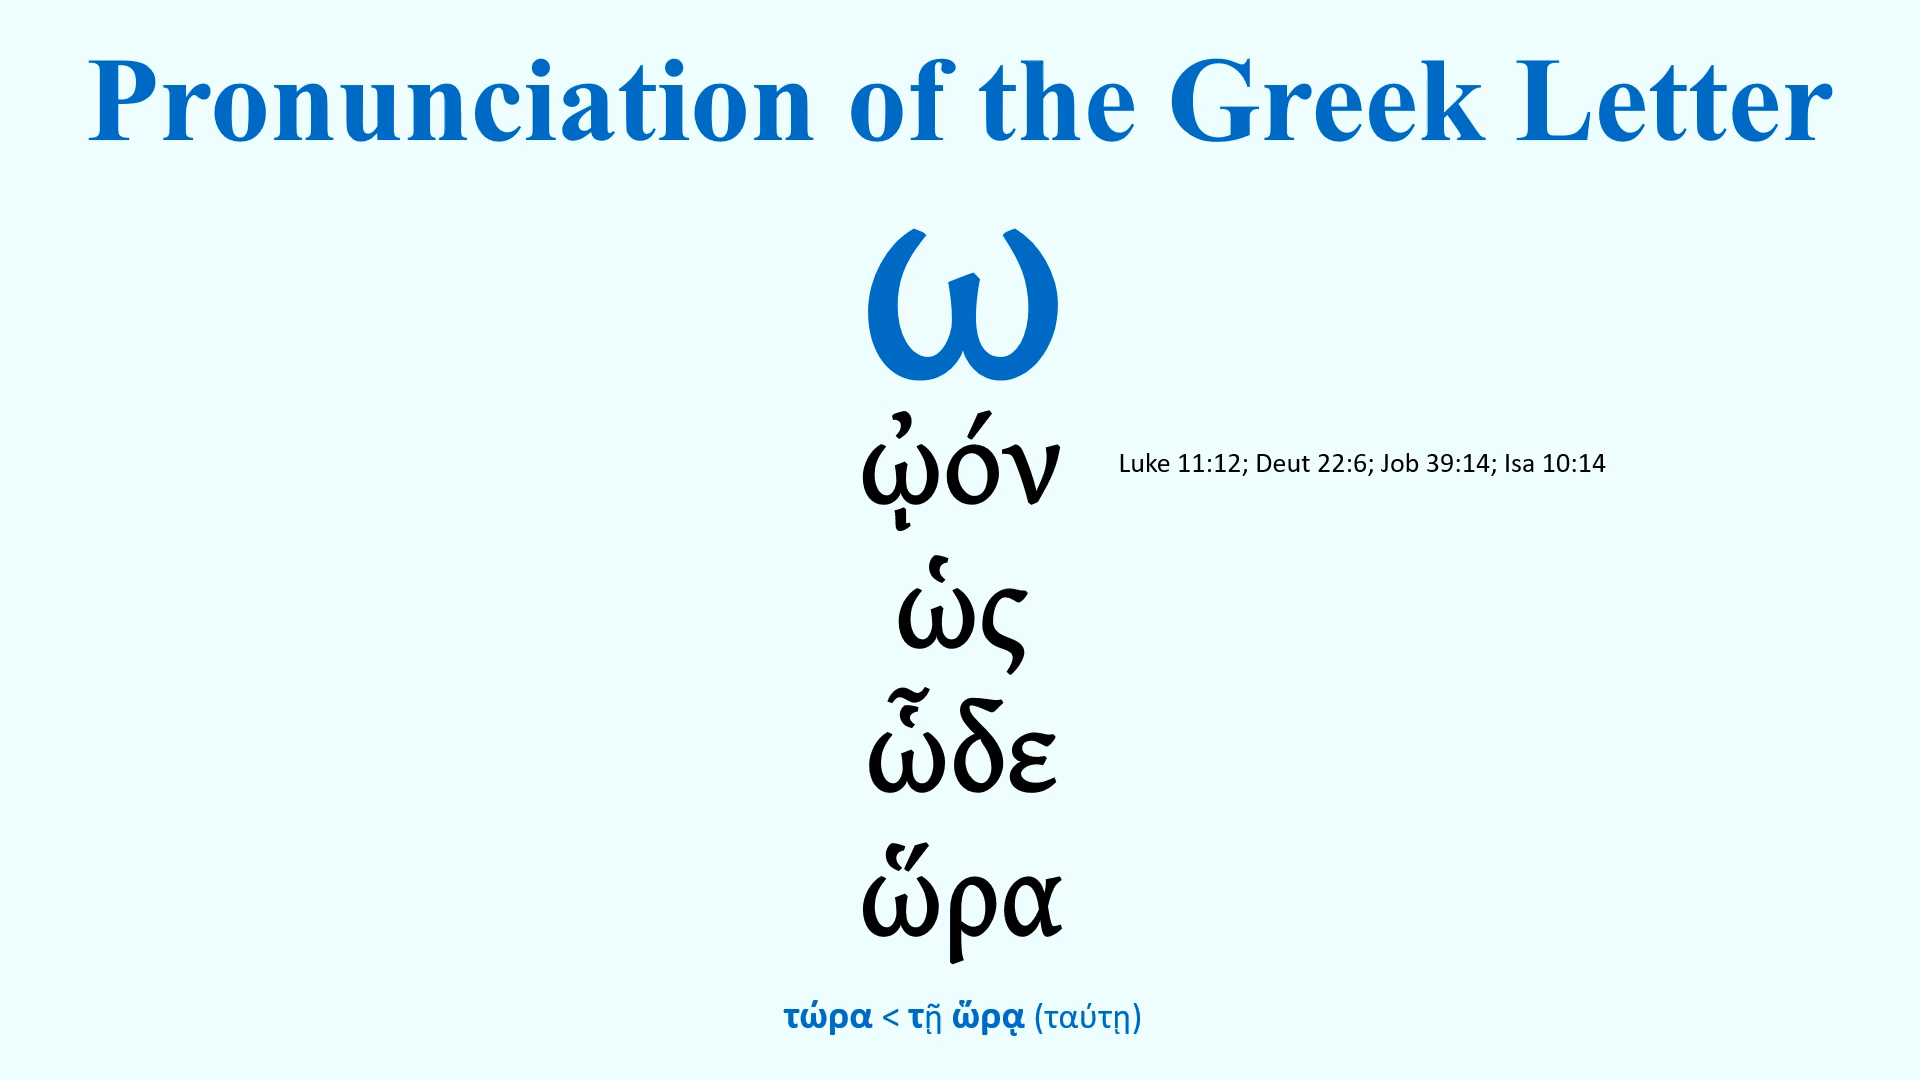 Pronunciation of the Greek Letter
ω
ᾠόν Luke 11:12; Deut 22:6; Job 39:14; Isa 10:14
ὡς
ὧδε
ὥρα
τώρα < τῇ ὥρᾳ (ταύτῃ)